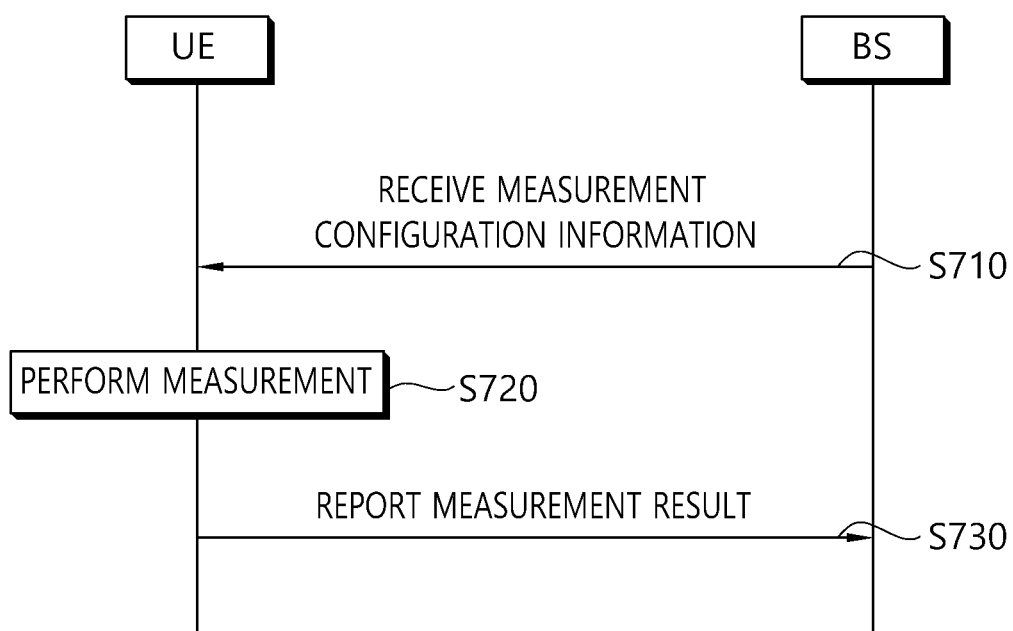 UE
BS
RECEIVE MEASUREMENT
CONFIGURATION INFORMATION
S710
PERFORM MEASUREMENT
S720
REPORT MEASUREMENT RESULT
S730